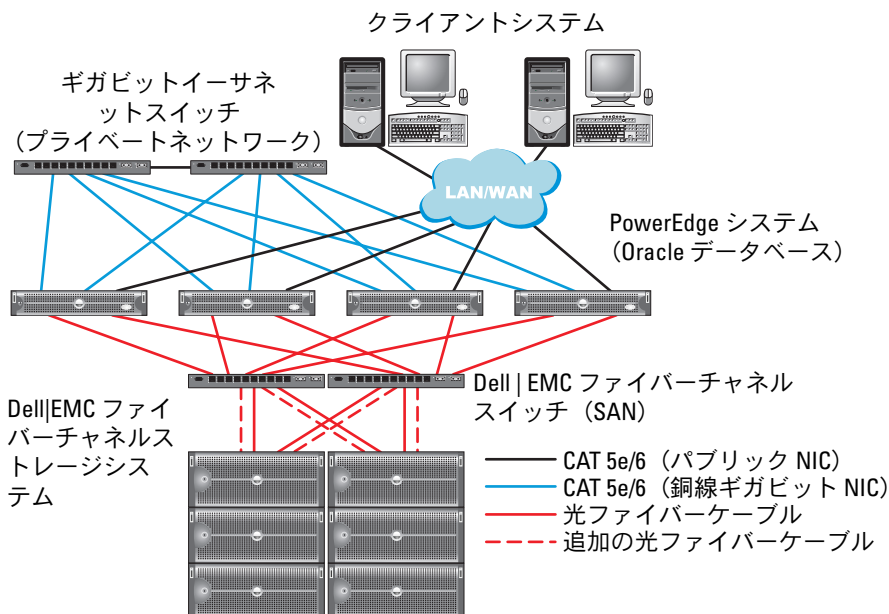 クライアントシステム
ギガビットイーサネ
ットスイッチ
（プライベートネットワーク）
LAN/WAN
PowerEdge システム
（Oracle データベース）
Dell | EMC ファイバーチャネル
スイッチ（SAN）
Dell|EMC ファイ
バーチャネルス
トレージシス
テム
CAT 5e/6（パブリック NIC）
CAT 5e/6（銅線ギガビット NIC）
光ファイバーケーブル
追加の光ファイバーケーブル